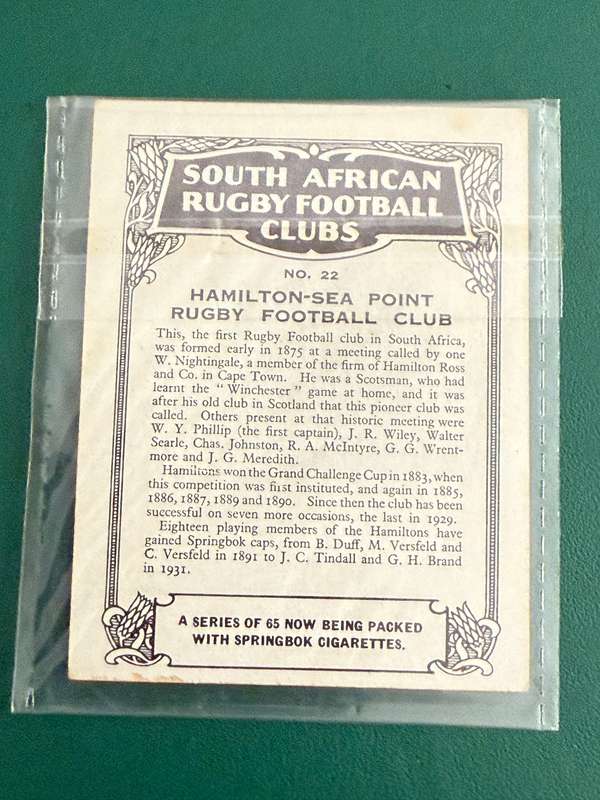 SOUTH AFRICAN
RUGBY FOOTBALL
CLUBS
NO. 22
HAMILTON-SEA POINT
RUGBY FOOTBALL CLUB
This, the first Rugby Football club in South Africa,
was formed early in 1875 at a meeting called by one
W. Nightingale, a member of the firm of Hamilton Ross
and Co. in Cape Town. He was a Scotsman, who had
learnt the “Winchester” game at home, and it was
after his old club in Scotland that this pioneer club was
called. Others present at that historic meeting were
W. Y. Phillip (the first captain), J. R. Wiley, Walter
Searle, Chas. Johnston, R. A. McIntyre, G. G. Wrent-
more and J. G. Meredith.
Hamiltons won the Grand Challenge Cup in 1883, when
this competition was first instituted, and again in 1885,
1886, 1887, 1889 and 1890. Since then the club has been
successful on seven more occasions, the last in 1929.
Eighteen playing members of the Hamiltons have
gained Springbok caps, from B. Duff, M. Versfeld and
C. Versfeld in 1891 to J. C. Tindall and G. H. Brand
in 1931.
A SERIES OF 65 NOW BEING PACKED
WITH SPRINGBOK CIGARETTES.